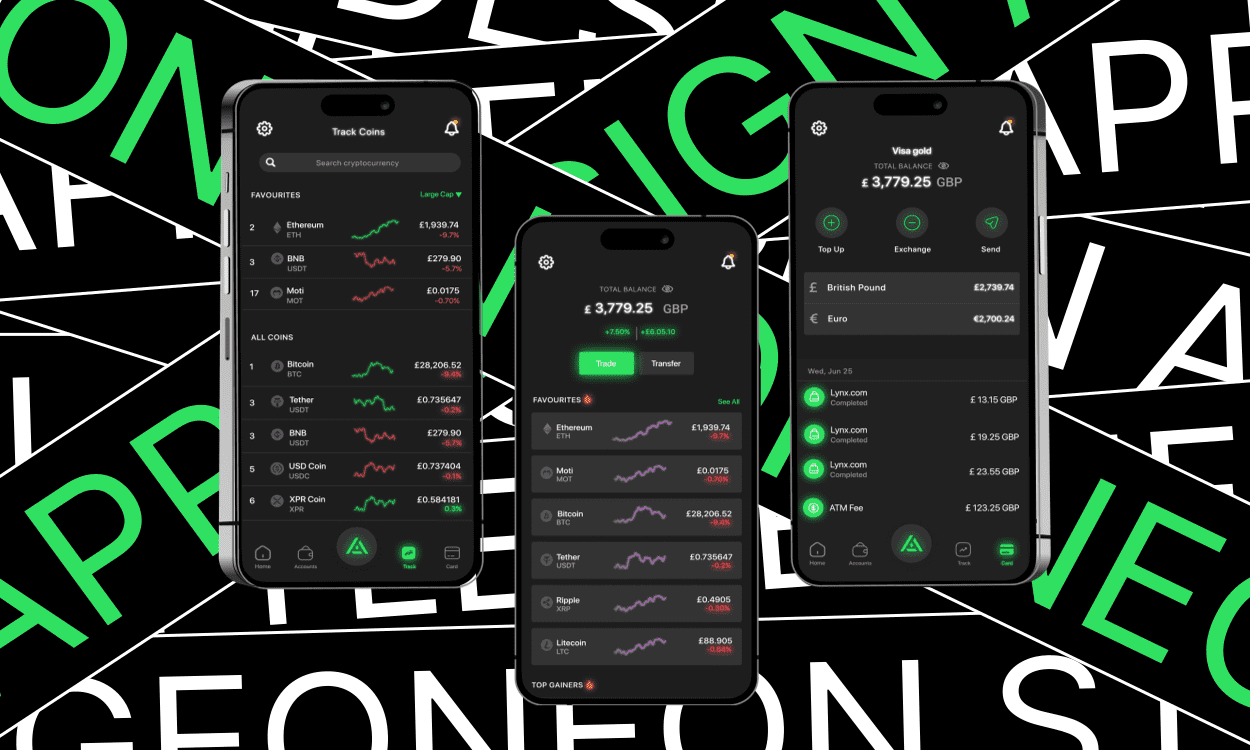 Track Coins
Search cryptocurrency
FAVOURITES
Large Cap ▼
2 Ethereum £1,939.74
ETH -9.7%
3 BNB £279.90
USDT -5.7%
17 Moti £0.0175
MOT -0.70%
ALL COINS
1 Bitcoin £28,206.52
BTC -9.4%
3 Tether £0.735647
USDT -0.2%
3 BNB £279.90
USDT -5.7%
5 USD Coin £0.737404
USDC -0.1%
6 XPR Coin £0.584181
XPR 0.3%
Home Accounts Track Card
TOTAL BALANCE
£ 3,779.25 GBP
+7.50% +£6.05.10
Trade Transfer
FAVOURITES See All
Ethereum £1,939.74
ETH -9.7%
Moti £0.0175
MOT -0.70%
Bitcoin £28,206.52
BTC -9.4%
Tether £0.735647
USDT -0.2%
Ripple £0.4905
XRP -0.30%
Litecoin £88.905
LTC -0.68%
TOP GAINERS
Visa gold
TOTAL BALANCE
£ 3,779.25 GBP
Top Up Exchange Send
£ British Pound £2,739.74
€ Euro €2,700.24
Wed, Jun 25
Lynx.com £ 13.15 GBP
Completed
Lynx.com £ 19.25 GBP
Completed
Lynx.com £ 23.55 GBP
Completed
ATM Fee £ 123.25 GBP
Home Accounts Track Card